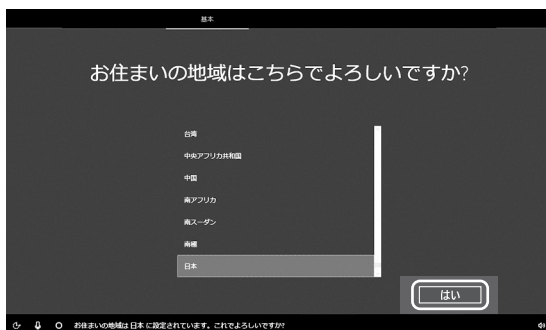 基本
お住まいの地域はこちらでよろしいですか?
台湾
中央アフリカ共和国
中国
南アフリカ
南スーダン
南極
日本
はい
お住まいの地域は 日本 に設定されています。これでよろしいですか?